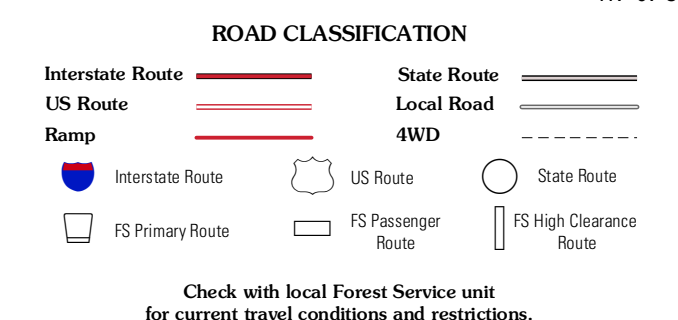 ROAD CLASSIFICATION
Interstate Route
State Route
US Route
Local Road
Ramp
4WD
Interstate Route
US Route
State Route
FS Primary Route
FS Passenger
Route
FS High Clearance
Route
Check with local Forest Service unit
for current travel conditions and restrictions.